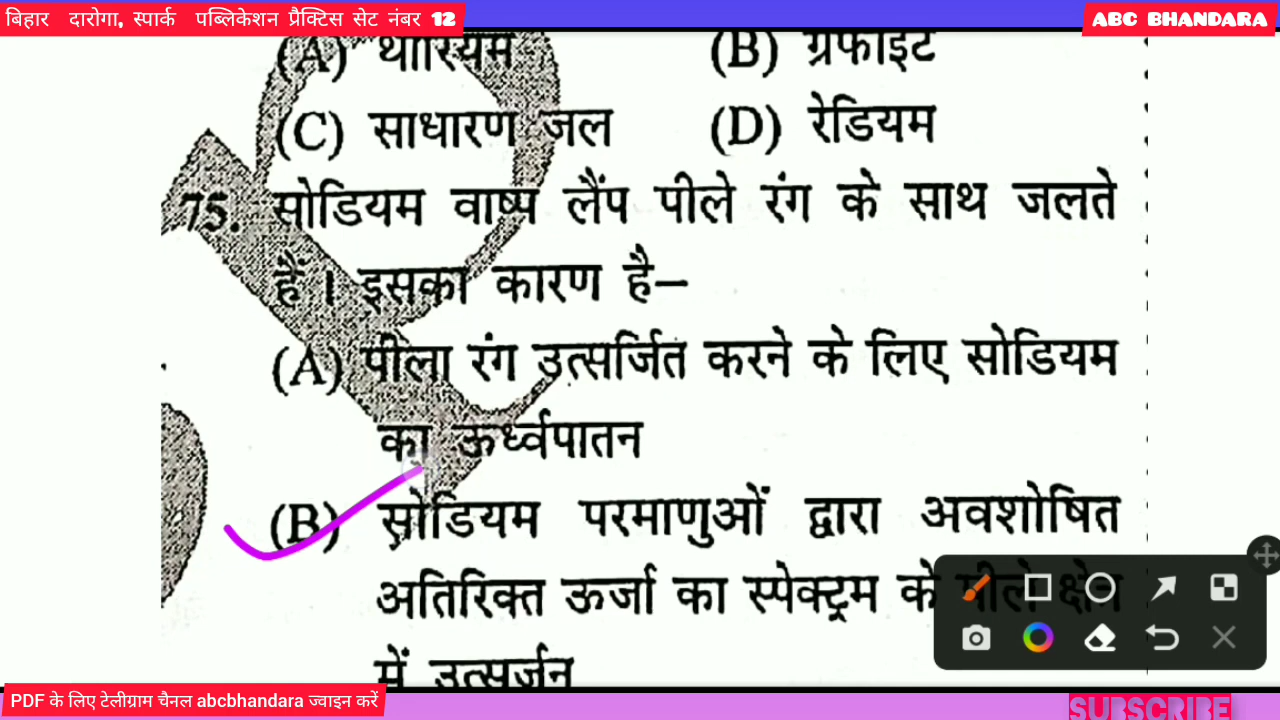 बिहार दारोगा, स्पार्क पब्लिकेशन प्रैक्टिस सेट नंबर 12
ABC BHANDARA
(A) थोरियम (B) ग्रेफाइट
(C) साधारण जल (D) रेडियम
75. सोडियम वाष्प लैंप पीले रंग के साथ जलते
हैं । इसका कारण है–
(A) पीला रंग उत्सर्जित करने के लिए सोडियम
का ऊर्ध्वपातन
(B) सोडियम परमाणुओं द्वारा अवशोषित
अतिरिक्त ऊर्जा का स्पेक्ट्रम के पीले क्षेत्र
में उत्सर्जन
PDF के लिए टेलीग्राम चैनल abcbhandara ज्वाइन करें
SUBSCRIBE